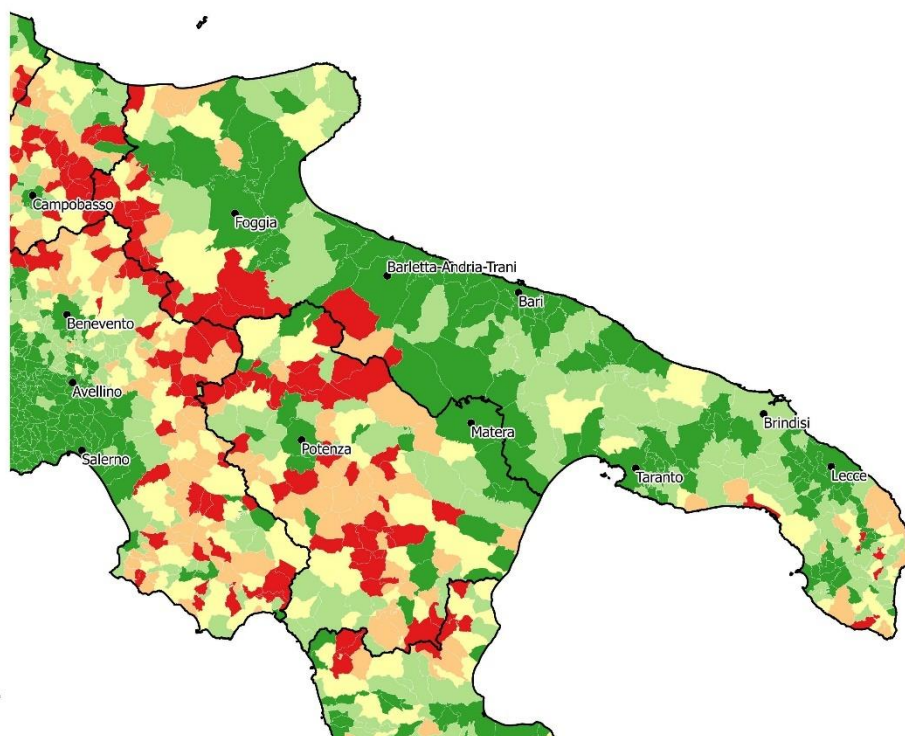 Campobasso
Foggia
Barletta-Andria-Trani
Bari
Benevento
Avellino
Brindisi
Matera
Potenza
Salerno
Taranto
Lecce